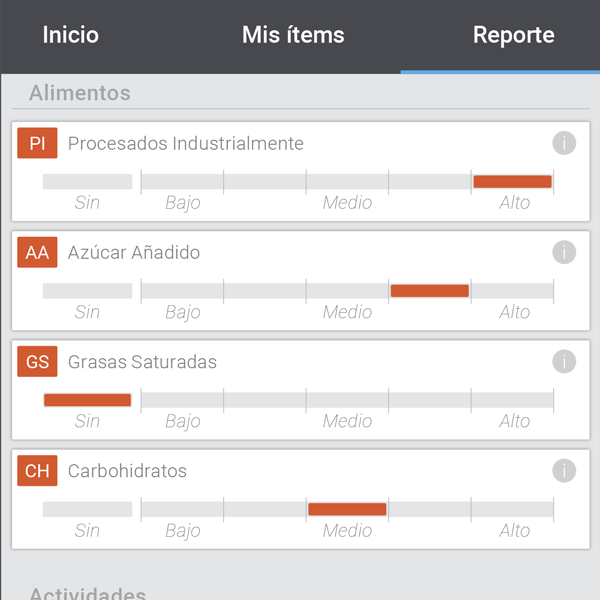 Inicio Mis ítems Reporte
Alimentos
PI Procesados Industrialmente i
Sin Bajo Medio Alto
AA Azúcar Añadido i
Sin Bajo Medio Alto
GS Grasas Saturadas i
Sin Bajo Medio Alto
CH Carbohidratos i
Sin Bajo Medio Alto
Actividades